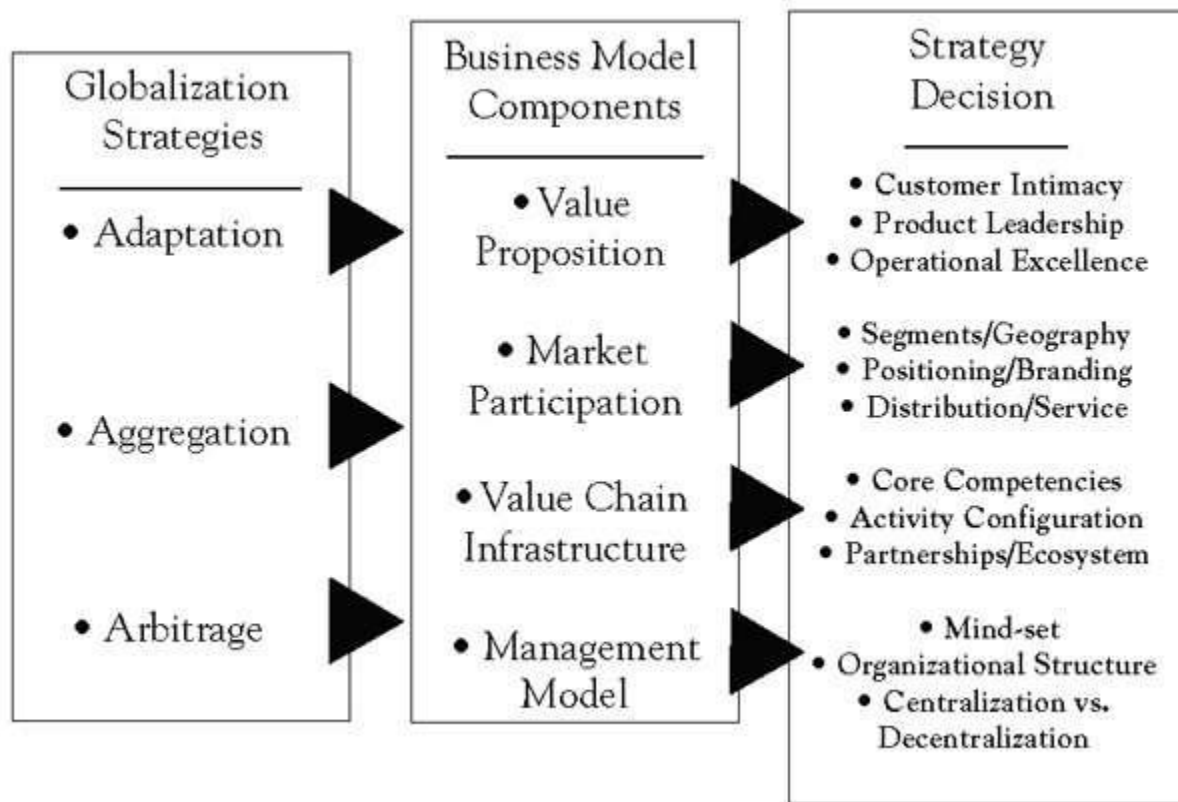 Globalization
Strategies
• Adaptation
• Aggregation
• Arbitrage
Business Model
Components
• Value
Proposition
• Market
Participation
• Value Chain
Infrastructure
• Management
Model
Strategy
Decision
• Customer Intimacy
• Product Leadership
• Operational Excellence
• Segments/Geography
• Positioning/Branding
• Distribution/Service
• Core Competencies
• Activity Configuration
• Partnerships/Ecosystem
• Mind-set
• Organizational Structure
• Centralization vs.
Decentralization